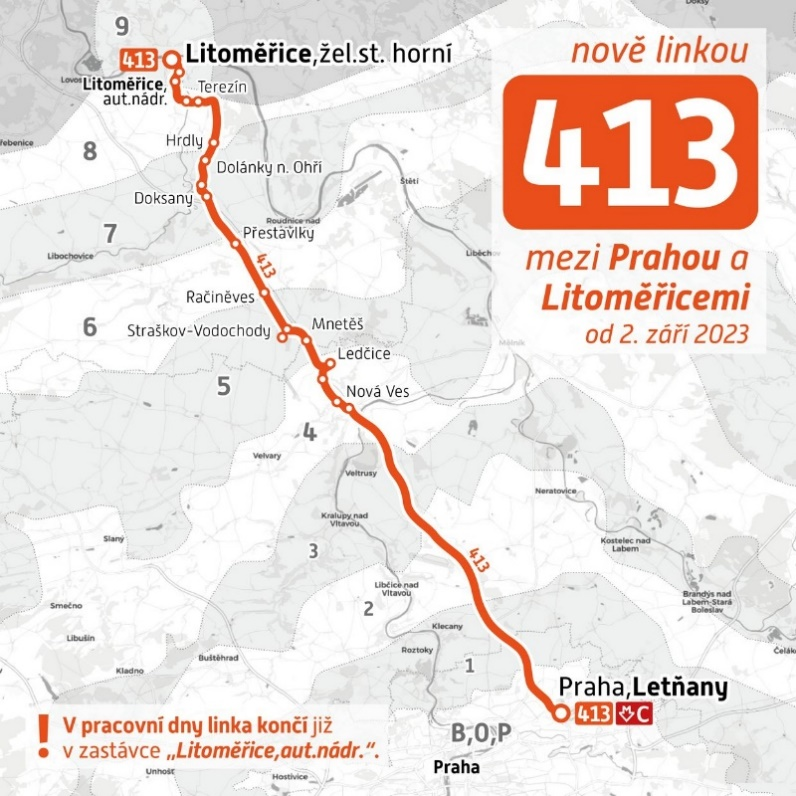 nově linkou
413
mezi Prahou a
Litoměřicemi
od 2. září 2023
9
413 Litoměřice,žel.st. horní
Doksy
Lovos
Litoměřice,
aut.nádr.
Terezín
Hrdly
8
Dolánky n. Ohří
Štětí
Doksany
Roudnice nad
Přestavlky
7
Libochovice
Liběchov
413
Račiněves
6
Straškov-Vodochody
Mnetěš
Mělník
Ledčice
5
Nová Ves
4
Velvary
Veltrusy
Neratovice
Kralupy nad
Vltavou
Slaný
3
413
Kostelec nad
Labem
Libčice nad
Vltavou
2
Brandýs nad
Labem-Stará
Boleslav
Smečno
Klecany
Libušín
Roztoky
Buštěhrad
1
Kladno
Praha,Letňany
413 C
B,O,P
Praha
! V pracovní dny linka končí již
v zastávce „Litoměřice,aut.nádr.“.
Unhošť
Hostivice